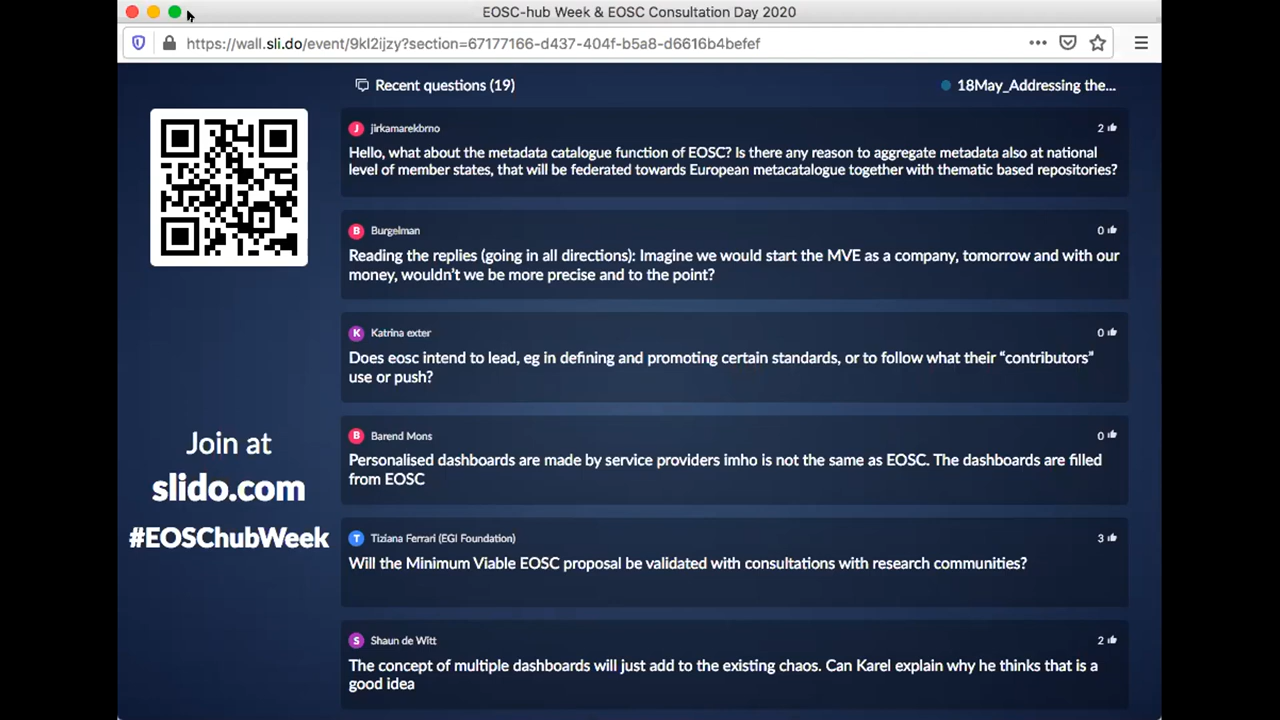 EOSC-hub Week & EOSC Consultation Day 2020
https://wall.sli.do/event/9kl2ijzy?section=67177166-d437-404f-b5a8-d6616b4befef
Recent questions (19)
18May_Addressing the...
J jirkamarekbrno
2
Hello, what about the metadata catalogue function of EOSC? Is there any reason to aggregate metadata also at national
level of member states, that will be federated towards European metacatalogue together with thematic based repositories?
B Burgelman
0
Reading the replies (going in all directions): Imagine we would start the MVE as a company, tomorrow and with our
money, wouldn't we be more precise and to the point?
K Katrina exter
0
Does eosc intend to lead, eg in defining and promoting certain standards, or to follow what their “contributors”
use or push?
B Barend Mons
0
Personalised dashboards are made by service providers imho is not the same as EOSC. The dashboards are filled
from EOSC
T Tiziana Ferrari (EGI Foundation)
3
Will the Minimum Viable EOSC proposal be validated with consultations with research communities?
S Shaun de Witt
2
The concept of multiple dashboards will just add to the existing chaos. Can Karel explain why he thinks that is a
good idea
Join at
slido.com
#EOSChubWeek